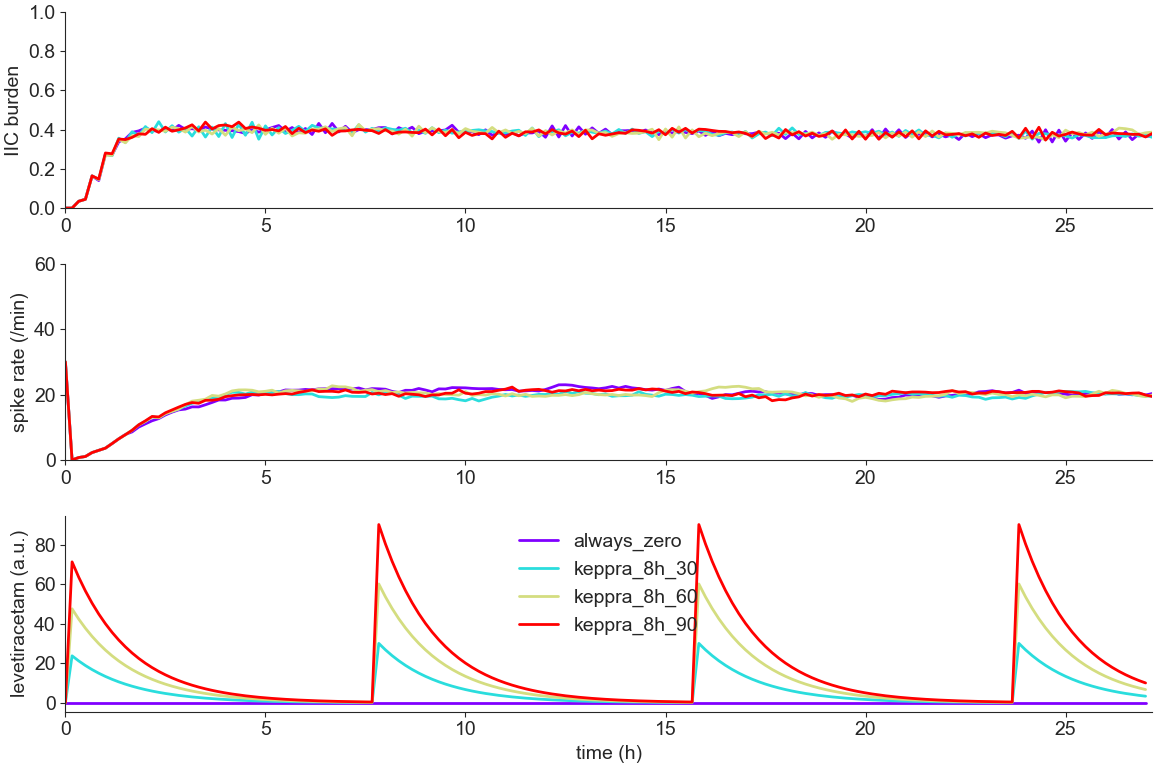 1.0
0.8
0.6
0.4
0.2
0.0
IIC burden
0 5 10 15 20 25
60
40
20
0
spike rate (/min)
0 5 10 15 20 25
80
60
40
20
0
levetiracetam (a.u.)
always_zero
keppra_8h_30
keppra_8h_60
keppra_8h_90
0 5 10 15 20 25
time (h)